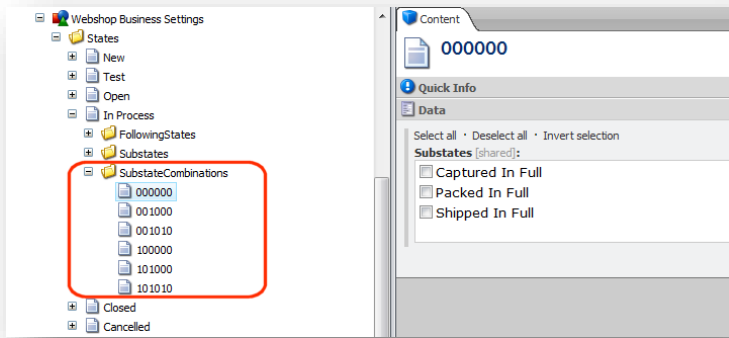 Webshop Business Settings
States
New
Test
Open
In Process
FollowingStates
Substates
SubstateCombinations
000000
001000
001010
100000
101000
101010
Closed
Cancelled
Content
000000
Quick Info
Data
Select all · Deselect all · Invert selection
Substates [shared]:
Captured In Full
Packed In Full
Shipped In Full